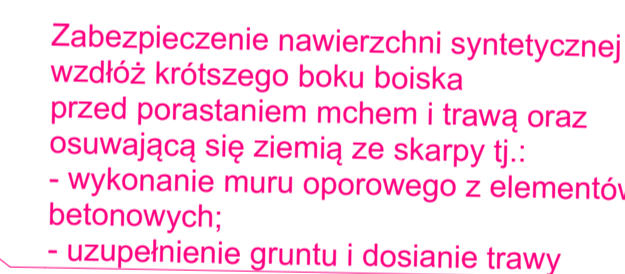 Zabezpieczenie nawierzchni syntetycznej
wzdłóż krótszego boku boiska
przed porastaniem mchem i trawą oraz
osuwającą się ziemią ze skarpy tj.:
- wykonanie muru oporowego z elementów
betonowych;
- uzupełnienie gruntu i dosianie trawy